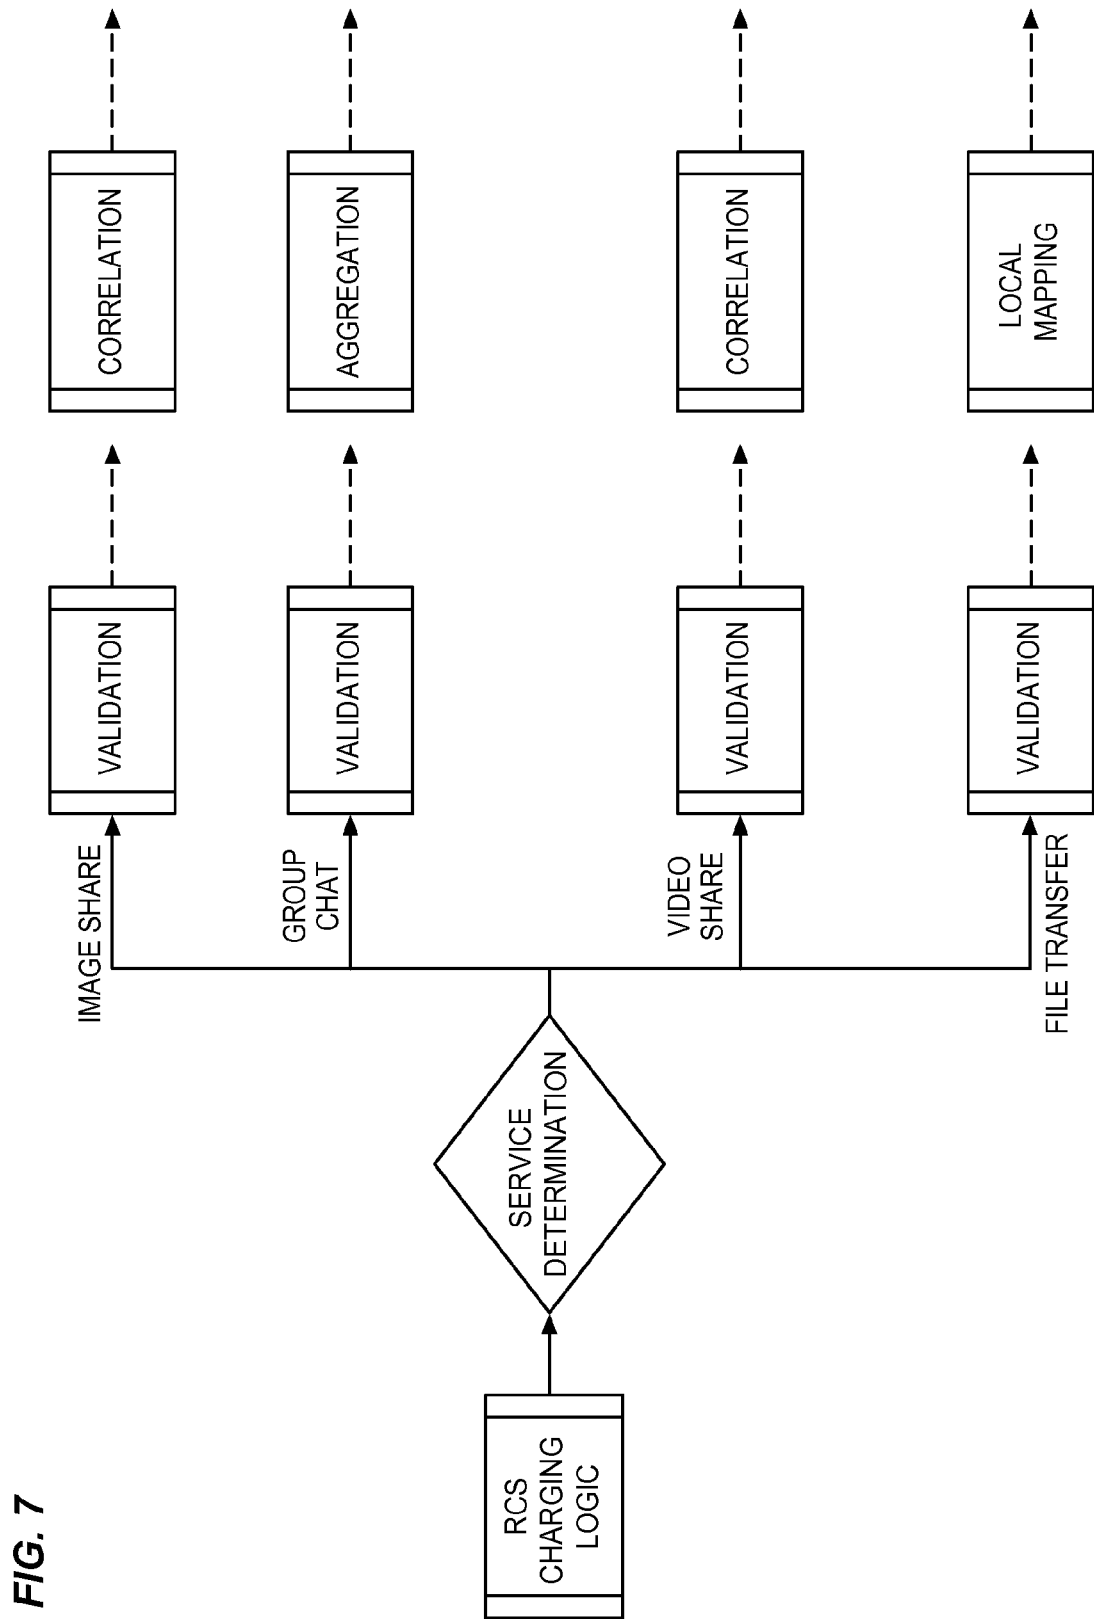 FIG. 7
RCS
CHARGING
LOGIC
SERVICE
DETERMINATION
IMAGE SHARE
VALIDATION
CORRELATION
GROUP
CHAT
VALIDATION
AGGREGATION
VIDEO
SHARE
VALIDATION
CORRELATION
FILE TRANSFER
VALIDATION
LOCAL
MAPPING